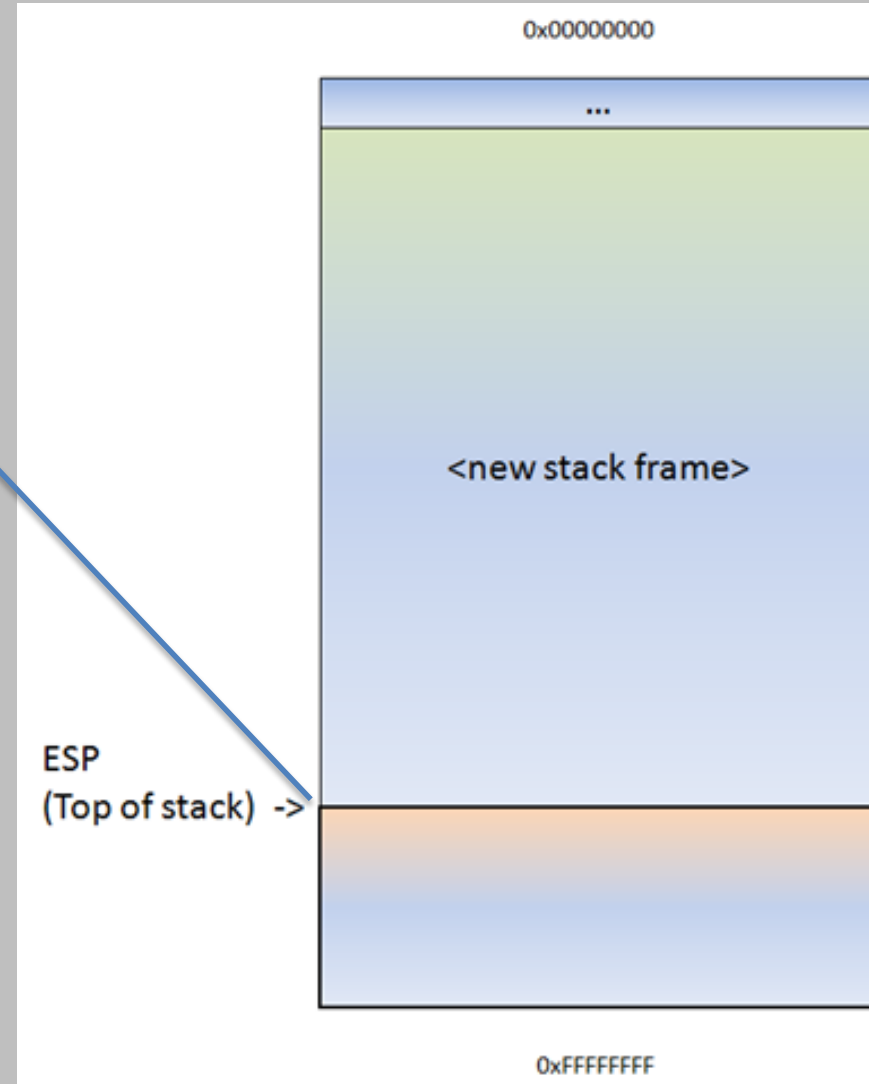 0x00000000
...
<new stack frame>
ESP
(Top of stack) ->
0xFFFFFFFF